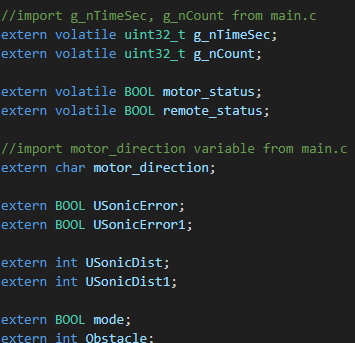 //import g_nTimeSec, g_nCount from main.c
extern volatile uint32_t g_nTimeSec;
extern volatile uint32_t g_nCount;
extern volatile BOOL motor_status;
extern volatile BOOL remote_status;
//import motor_direction variable from main.c
extern char motor_direction;
extern BOOL USonicError;
extern BOOL USonicError1;
extern int USonicDist;
extern int USonicDist1;
extern BOOL mode;
extern int Obstacle;